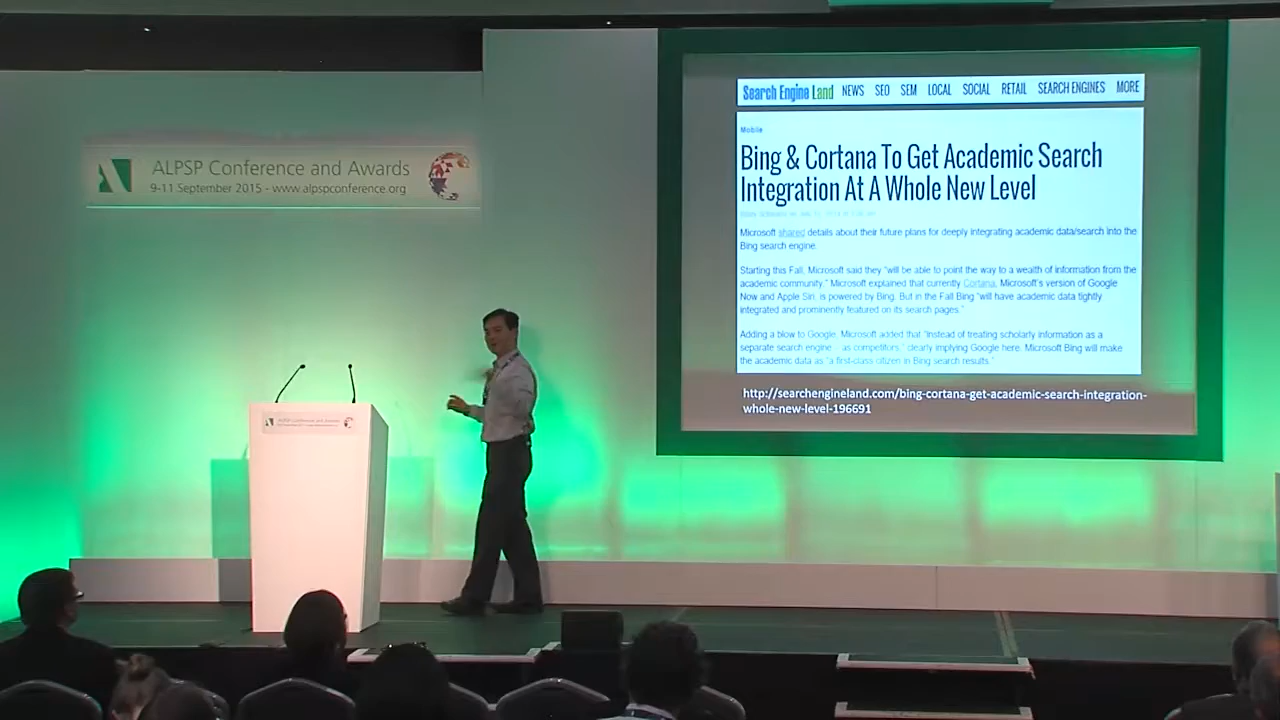 ALPSP Conference and Awards
9-11 September 2015 - www.alpspconference.org
Search Engine Land NEWS SEO SEM LOCAL SOCIAL RETAIL SEARCH ENGINES MORE
Mobile
Bing & Cortana To Get Academic Search
Integration At A Whole New Level
Microsoft shared details about their future plans for deeply integrating academic data/search into the
Bing search engine.
Starting this Fall, Microsoft said they "will be able to point the way to a wealth of information from the
academic community." Microsoft explained that currently Cortana, Microsoft's version of Google
Now and Apple Siri, is powered by Bing. But in the Fall Bing "will have academic data tightly
integrated and prominently featured on its search pages."
Adding a blow to Google, Microsoft added that "Instead of treating scholarly information as a
separate search engine as competitors," clearly implying Google here. Microsoft Bing will make
the academic data as "a first-class citizen in Bing search results."
http://searchengineland.com/bing-cortana-get-academic-search-integration-
whole-new-level-196691
ALPSP Conference and Awards